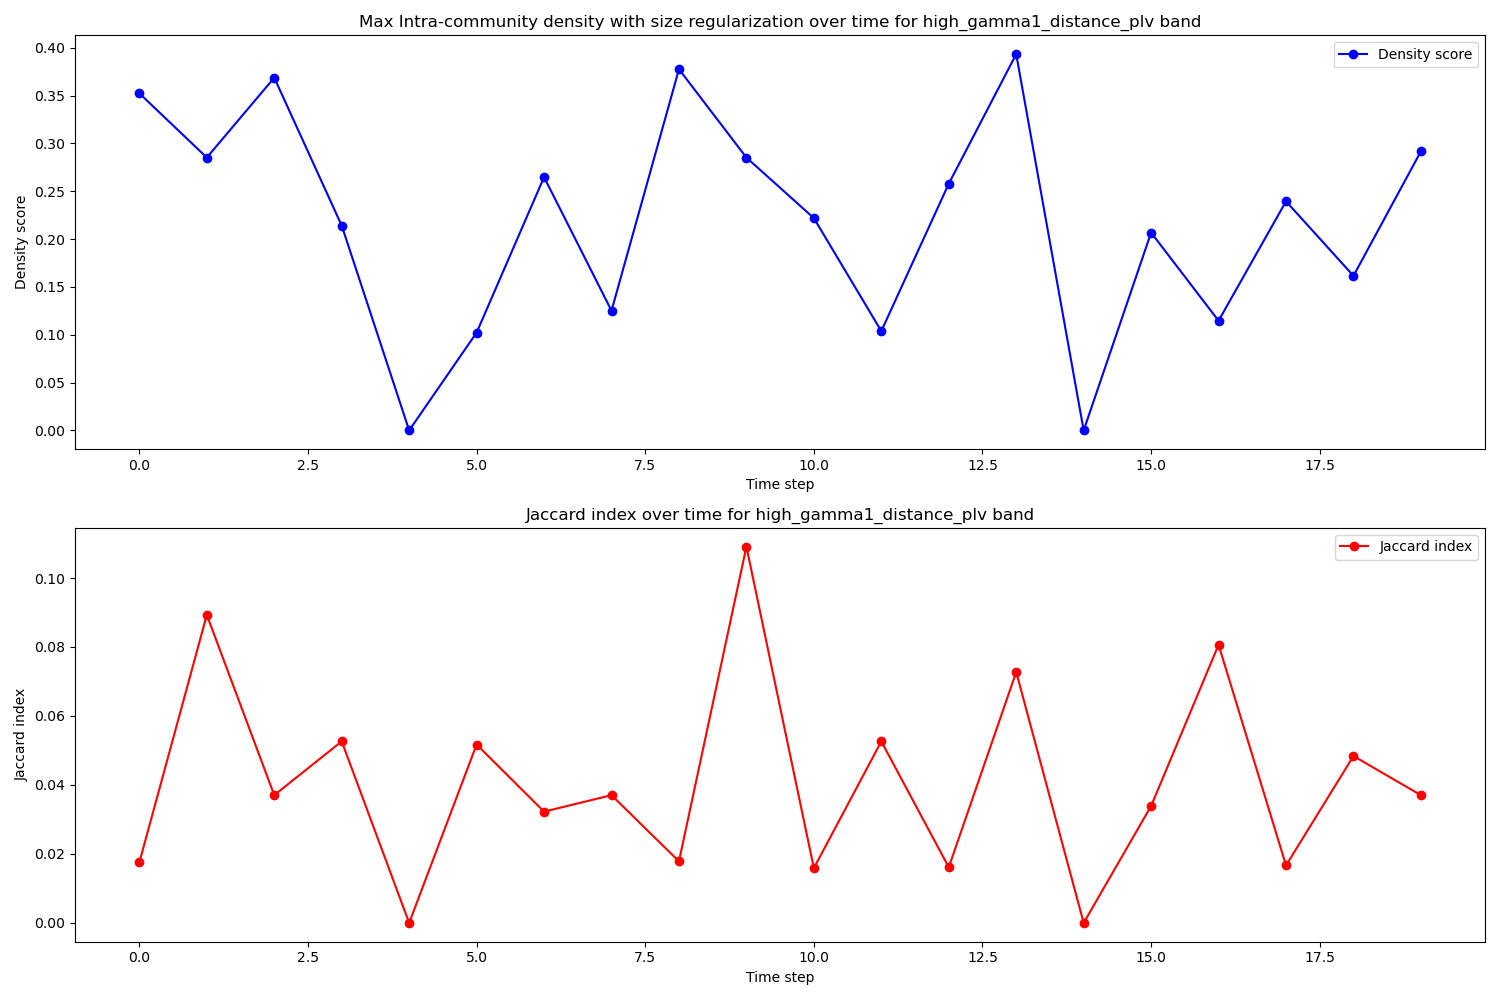 Max Intra-community density with size regularization over time for high_gamma1_distance_plv band
Density score
0.40
0.35
0.30
0.25
0.20
0.15
0.10
0.05
0.00
Density score
0.0 2.5 5.0 7.5 10.0 12.5 15.0 17.5
Time step
Jaccard index over time for high_gamma1_distance_plv band
Jaccard index
0.10
0.08
0.06
0.04
0.02
0.00
Jaccard index
0.0 2.5 5.0 7.5 10.0 12.5 15.0 17.5
Time step